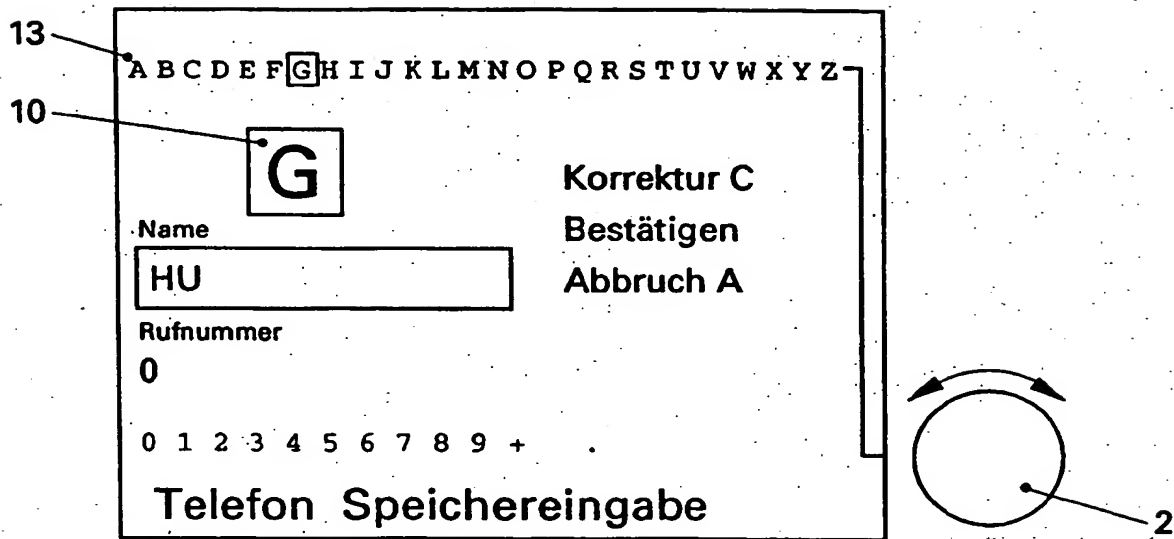 13
A B C D E F G H I J K L M N O P Q R S T U V W X Y Z
10
G
Korrektur C
Name
Bestätigen
HU
Abbruch A
Rufnummer
0
0 1 2 3 4 5 6 7 8 9 + .
Telefon Speichereingabe
2